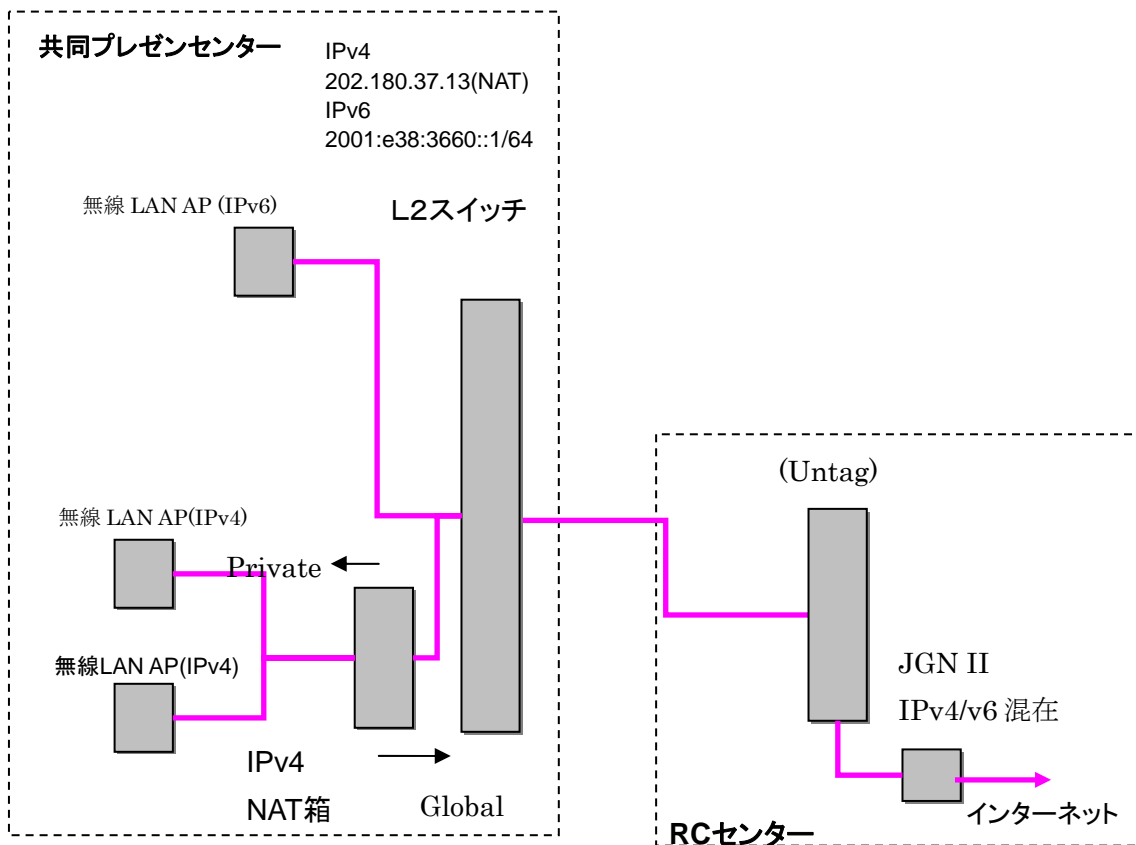 共同プレゼンセンター
IPv4
202.180.37.13(NAT)
IPv6
2001:e38:3660::1/64
無線 LAN AP (IPv6)
L2スイッチ
無線 LAN AP(IPv4)
Private
無線LAN AP(IPv4)
IPv4
NAT箱
Global
(Untag)
JGN II
IPv4/v6 混在
インターネット
RCセンター